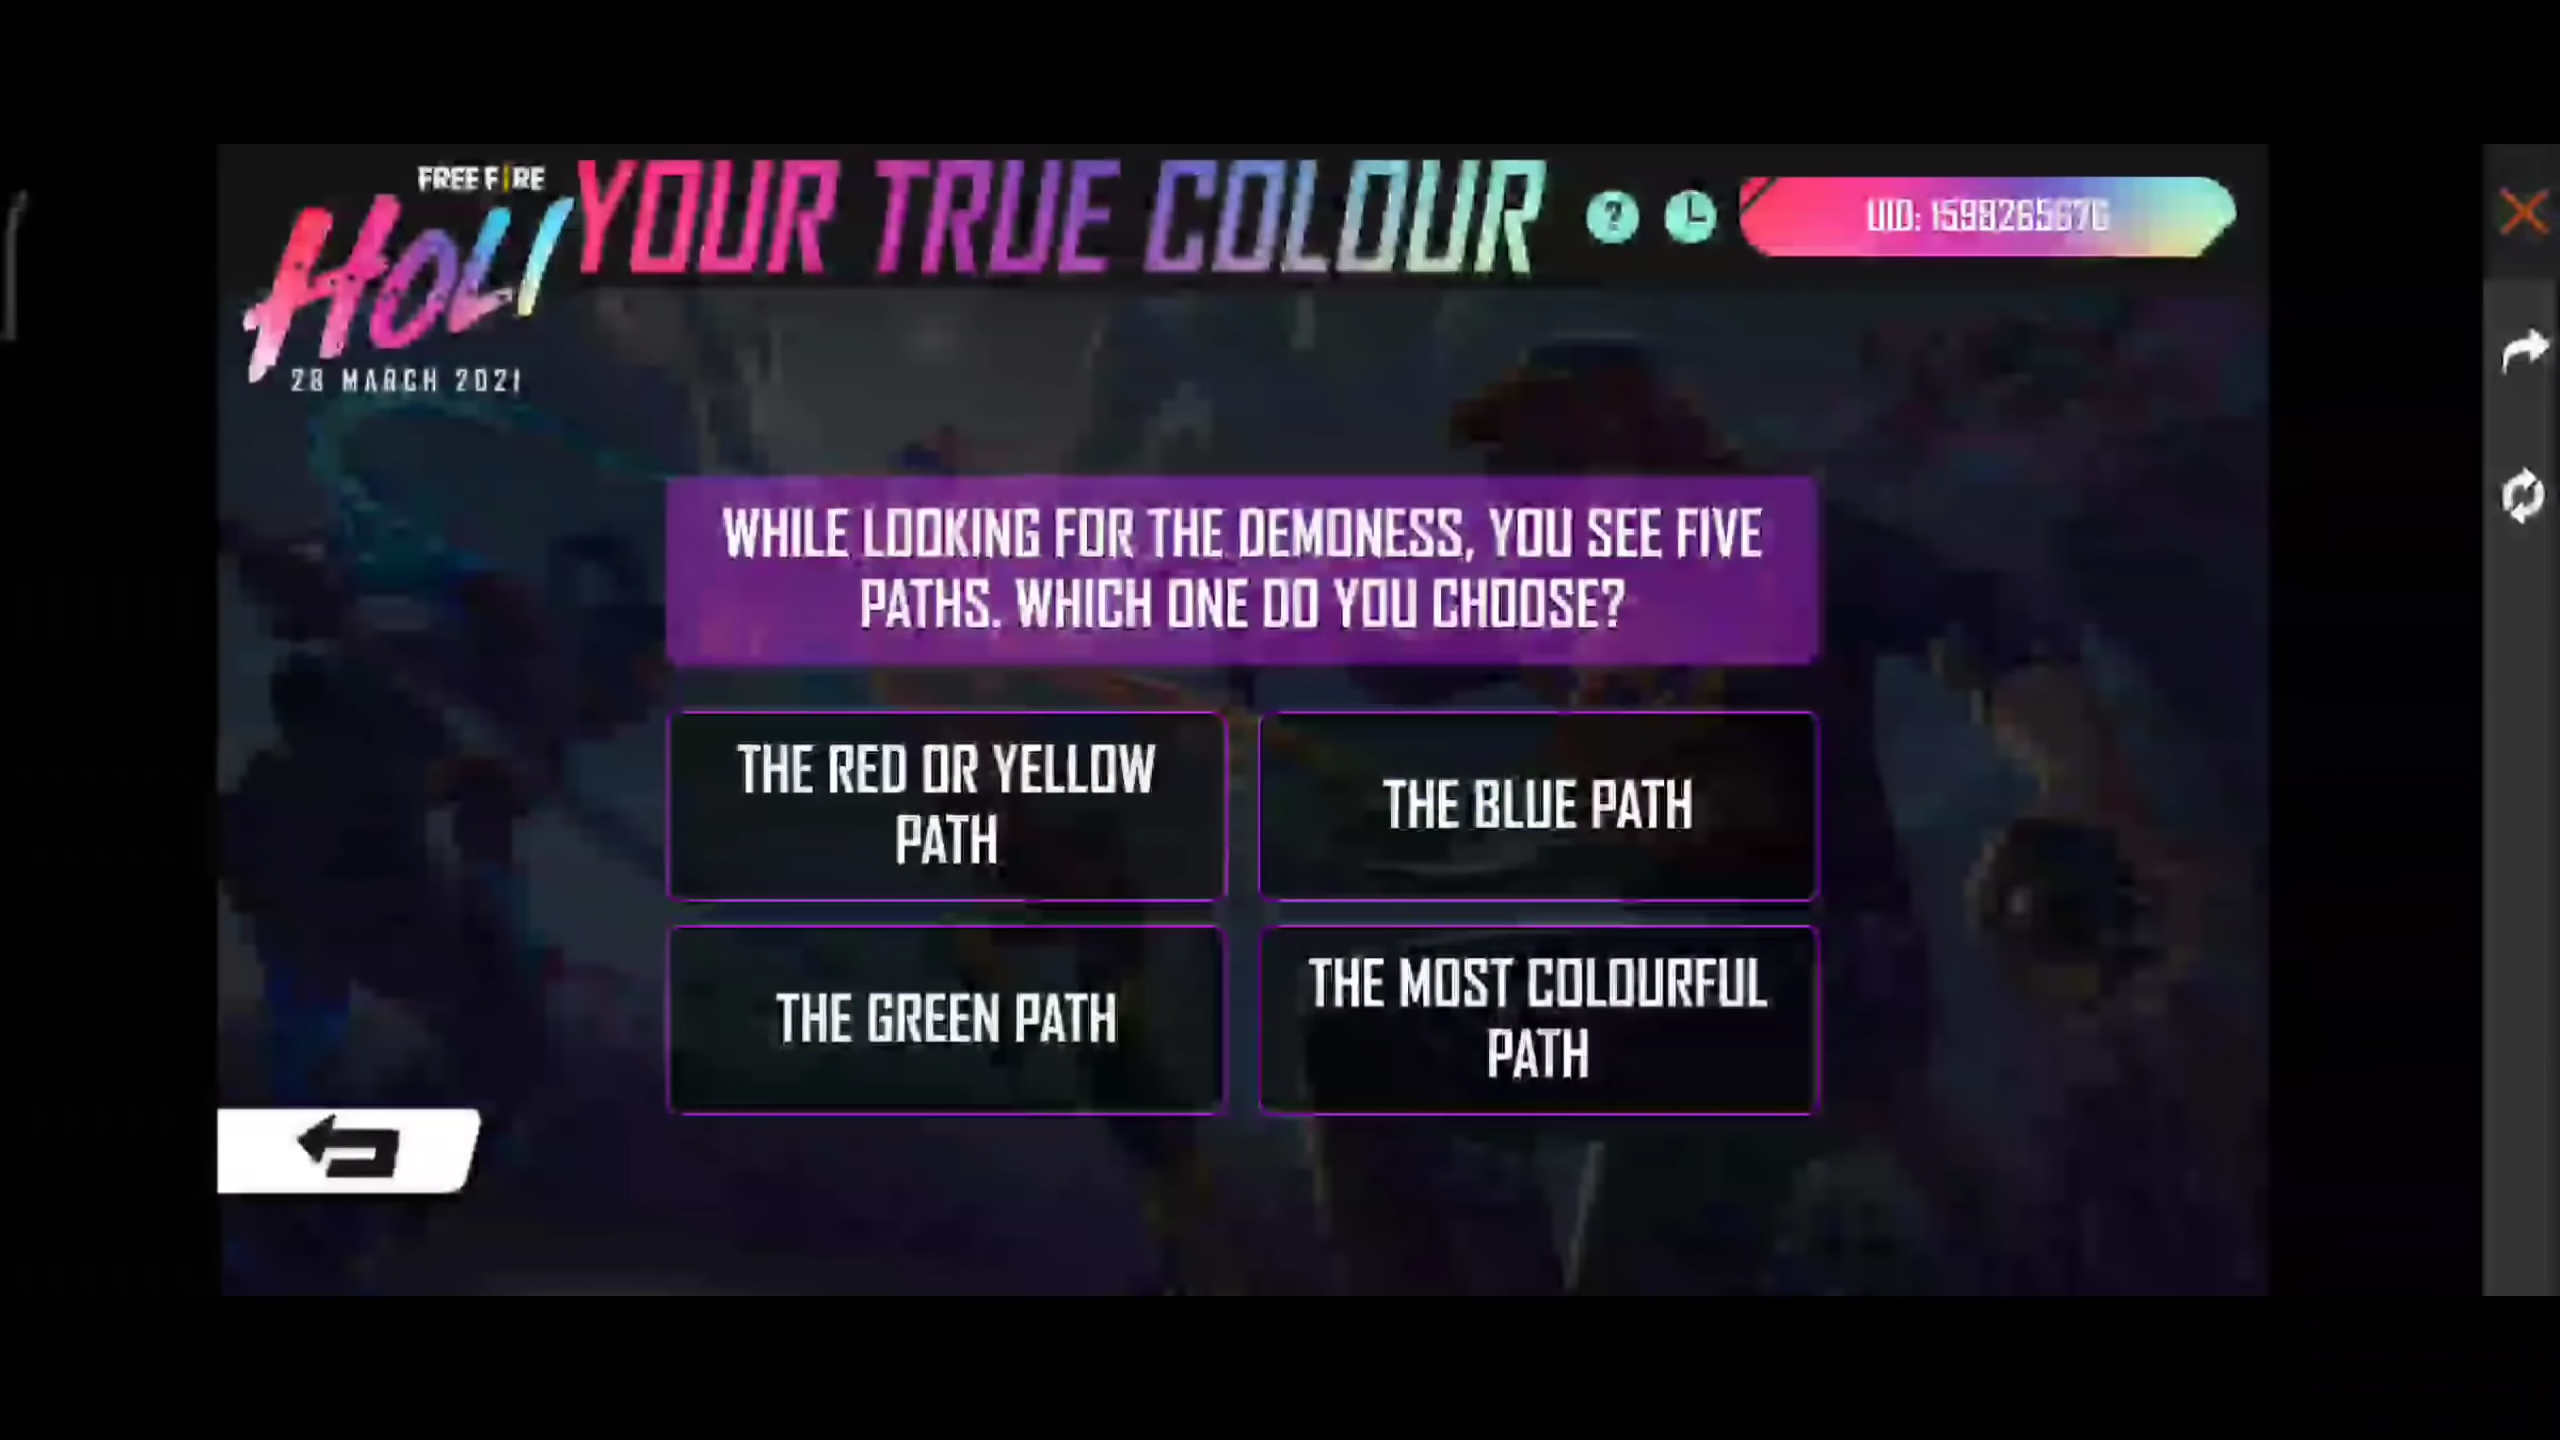 FREE FIRE
HOLI
28 MARCH 2021
YOUR TRUE COLOUR
?
UID: 1598265676
WHILE LOOKING FOR THE DEMONESS, YOU SEE FIVE
PATHS. WHICH ONE DO YOU CHOOSE?
THE RED OR YELLOW
PATH
THE BLUE PATH
THE GREEN PATH
THE MOST COLOURFUL
PATH